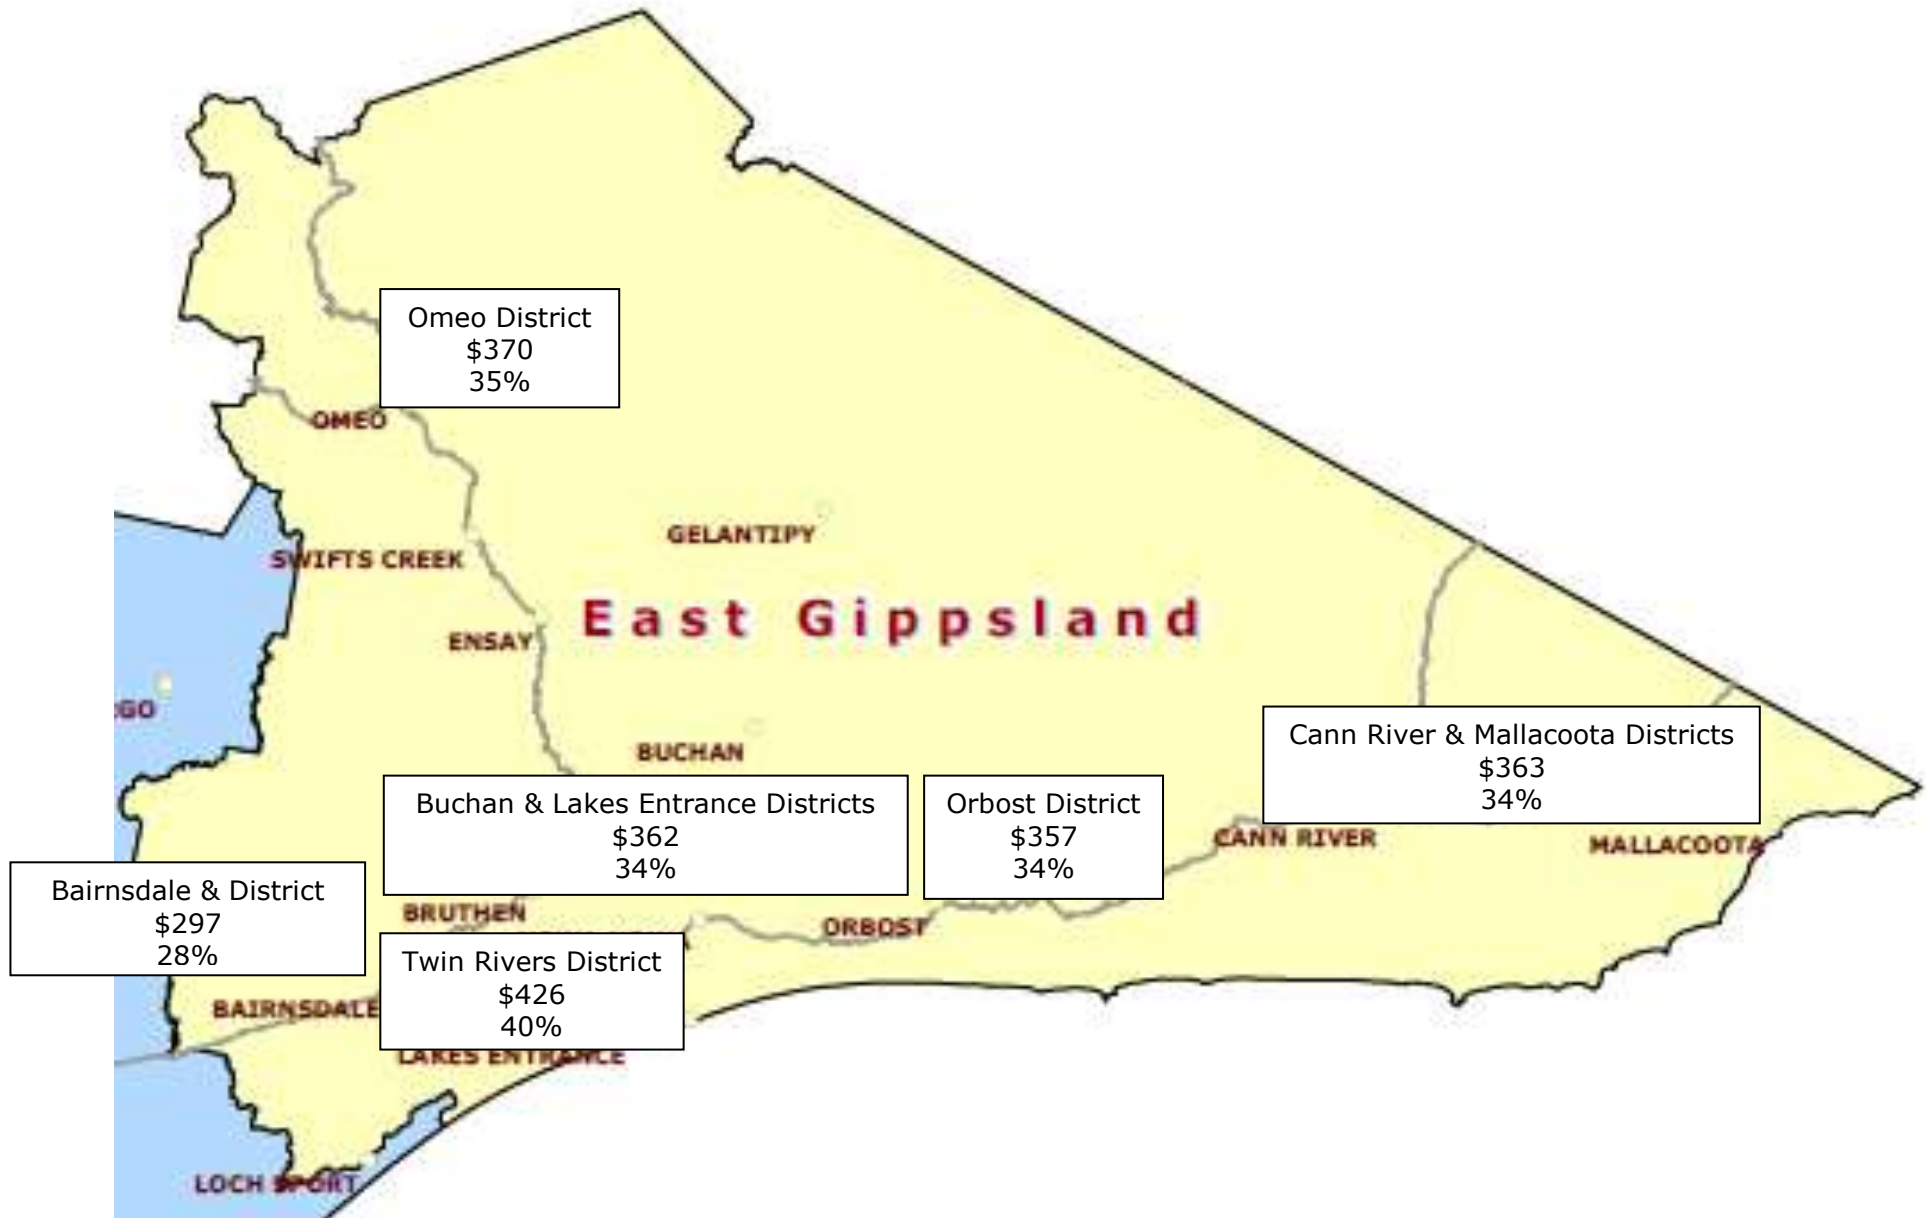 Omeo District
$370
35%
OMEO
GELANTIPY
SWIFTS CREEK
East Gippsland
ENSAY
GO
BUCHAN
Cann River & Mallacoota Districts
$363
34%
Buchan & Lakes Entrance Districts
$362
34%
Orbost District
$357
34%
CANN RIVER
MALLACOOTA
Bairnsdale & District
$297
28%
BRUTHEN
ORBOST
Twin Rivers District
$426
40%
BAIRNSDALE
LAKES ENTRANCE
LOCH SPORT